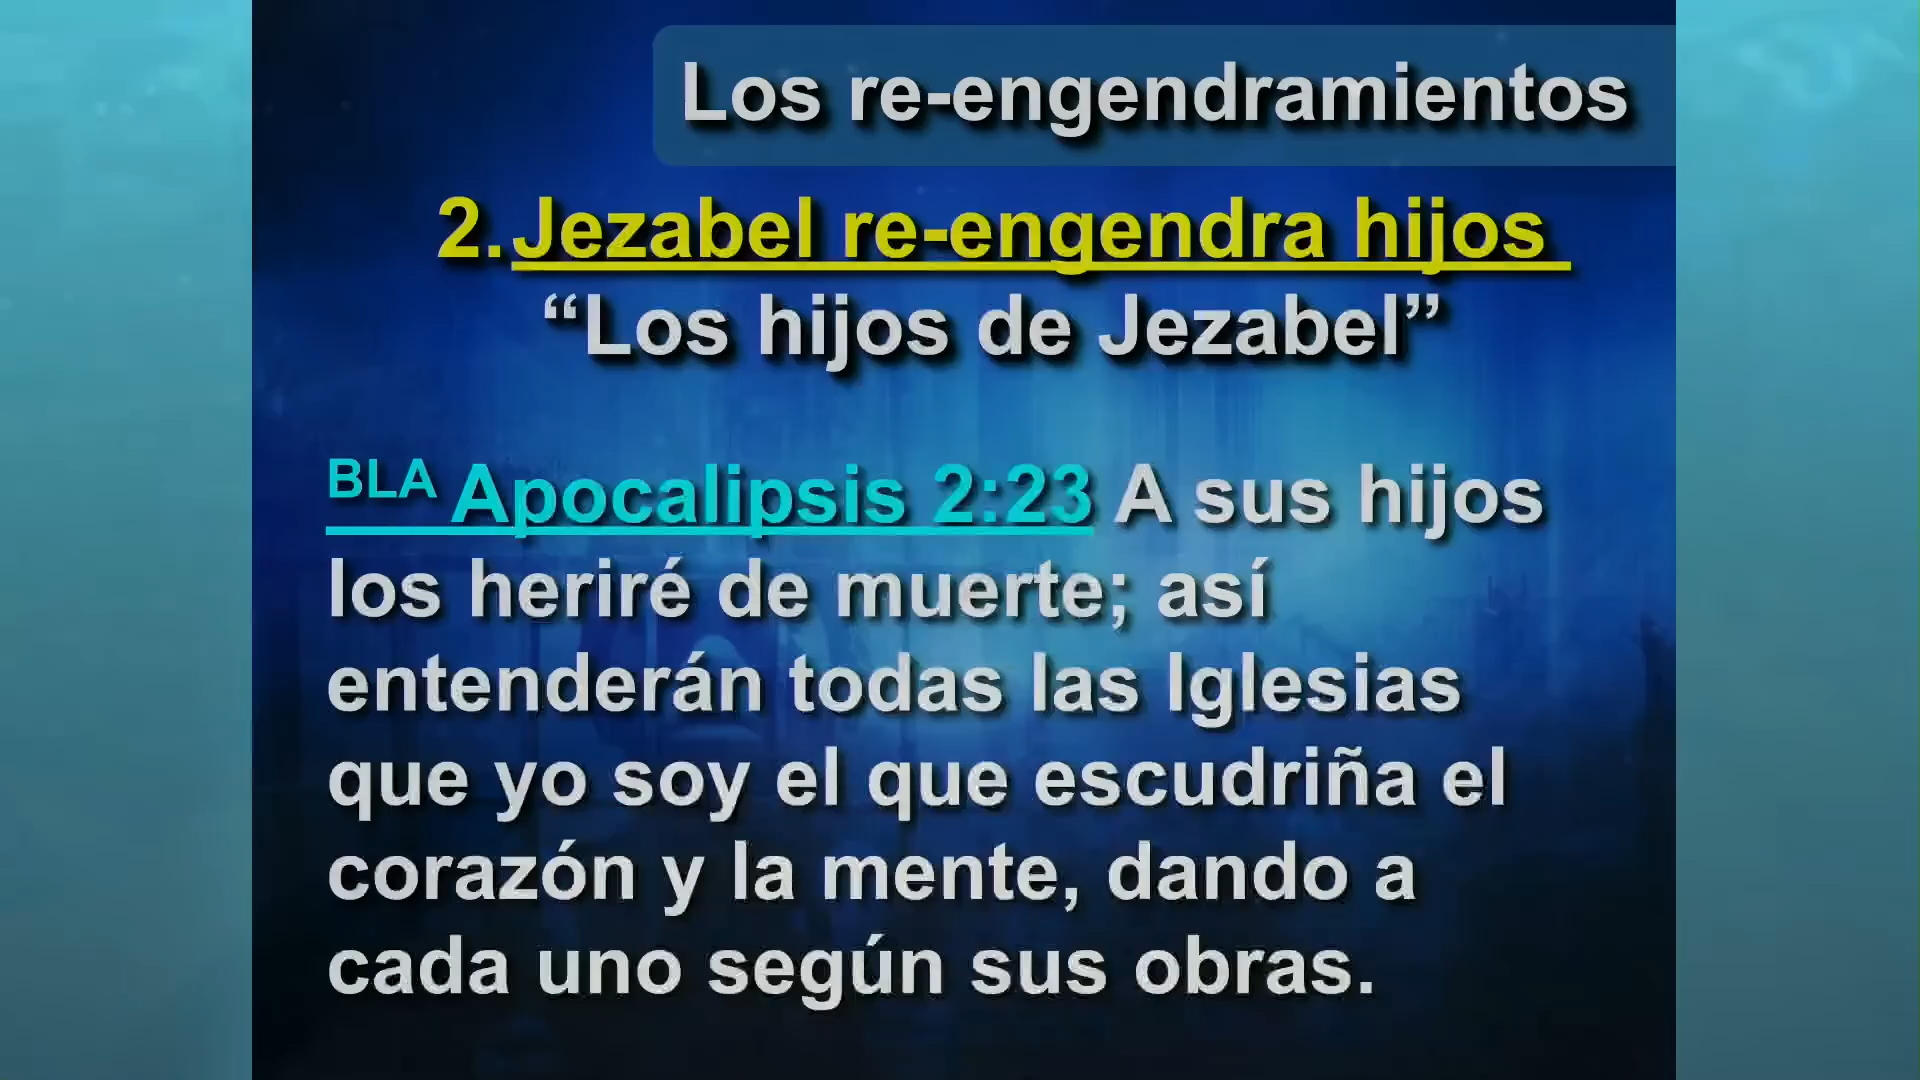 Los re-engendramientos
2. Jezabel re-engendra hijos
“Los hijos de Jezabel”
BLA Apocalipsis 2:23 A sus hijos
los heriré de muerte; así
entenderán todas las Iglesias
que yo soy el que escudriña el
corazón y la mente, dando a
cada uno según sus obras.